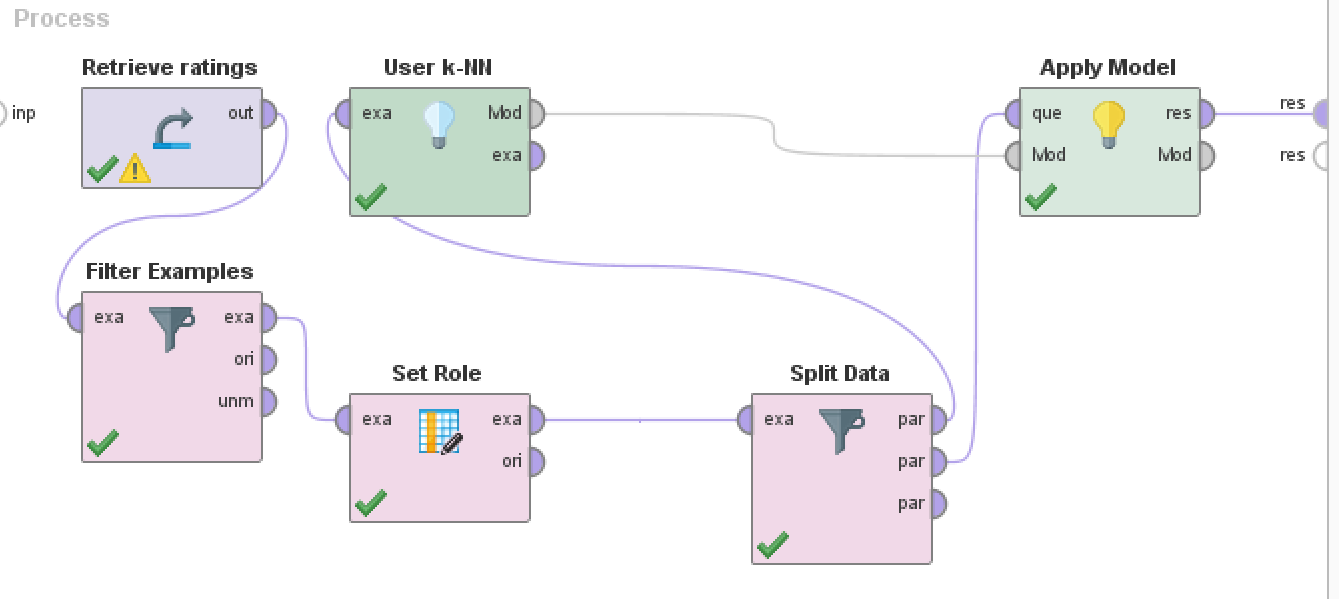 Process
Retrieve ratings
User k-NN
Apply Model
inp
out
exa
Mod
exa
que
res
Mod
Mod
res
res
Filter Examples
exa
exa
ori
unm
Set Role
exa
exa
ori
Split Data
exa
par
par
par